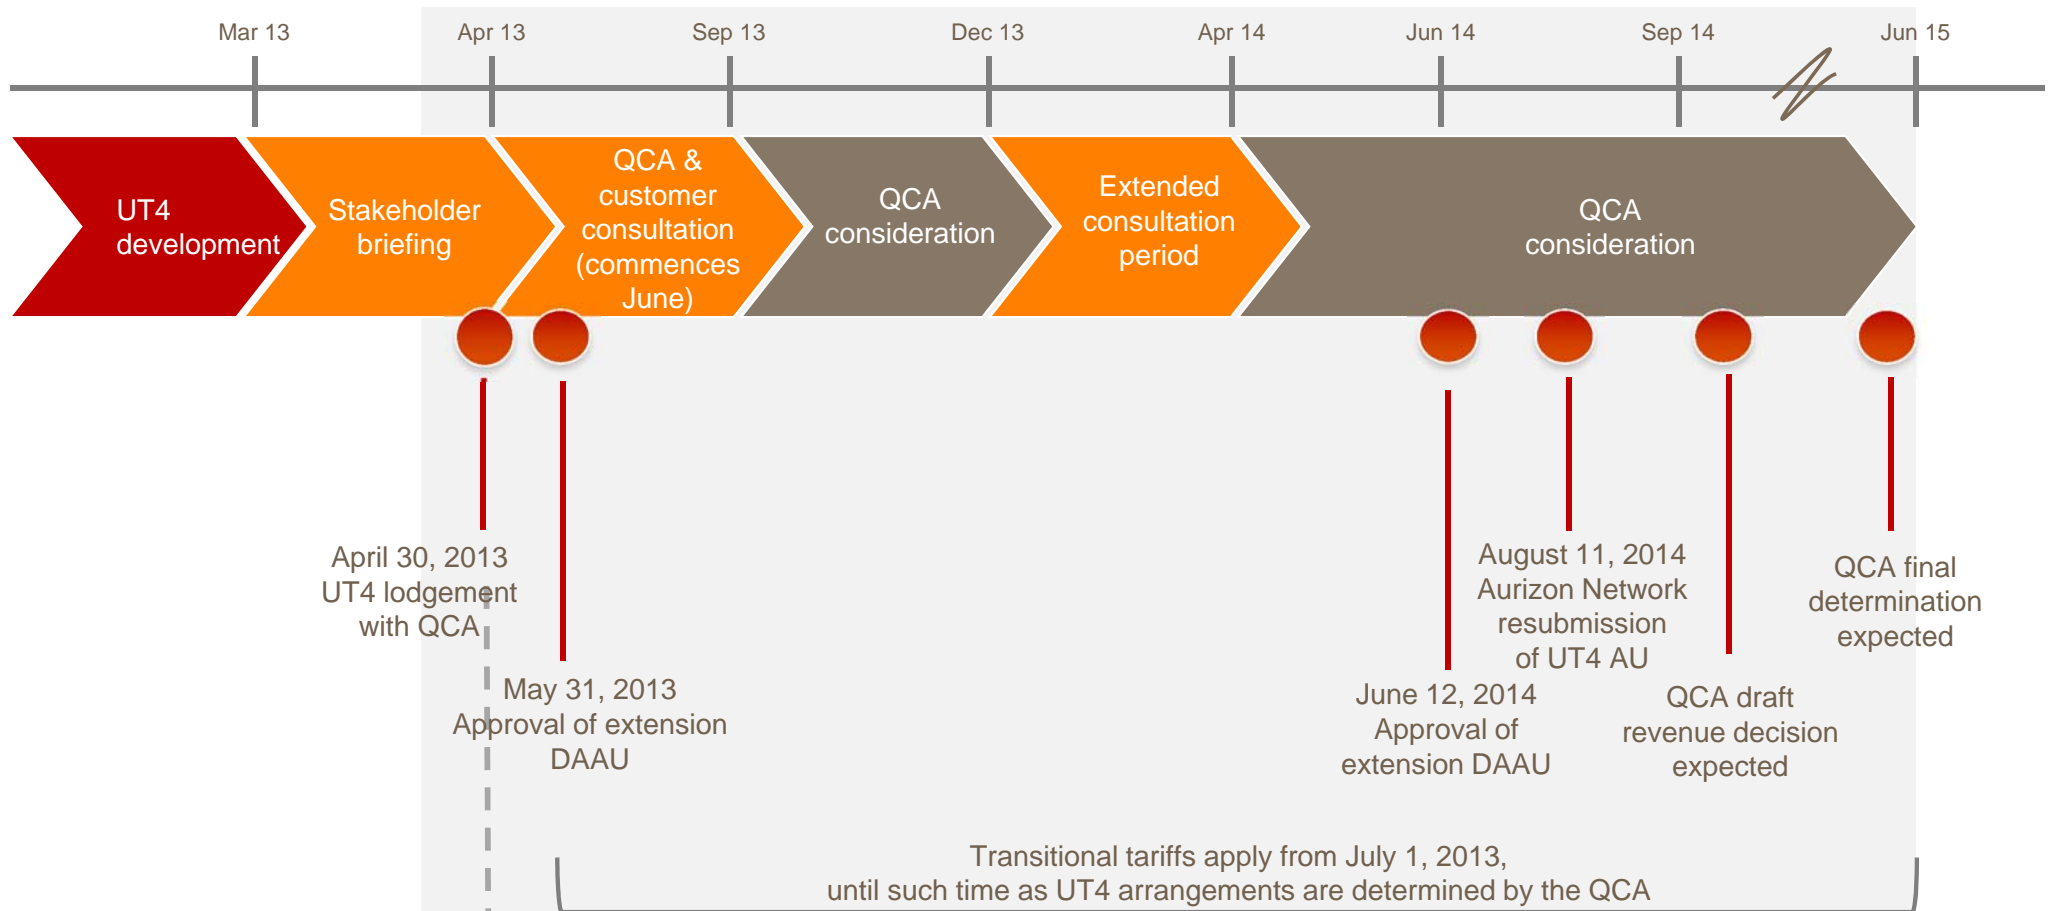 Mar 13
Apr 13
Sep 13
Dec 13
Apr 14
Jun 14
Sep 14
Jun 15
UT4
development
Stakeholder
briefing
QCA &
customer
consultation
(commences
June)
QCA
consideration
Extended
consultation
period
QCA
consideration
April 30, 2013
UT4 lodgement
with QCA
May 31, 2013
Approval of extension
DAAU
June 12, 2014
Approval of
extension DAAU
August 11, 2014
Aurizon Network
resubmission
of UT4 AU
QCA draft
revenue decision
expected
QCA final
determination
expected
Transitional tariffs apply from July 1, 2013,
until such time as UT4 arrangements are determined by the QCA